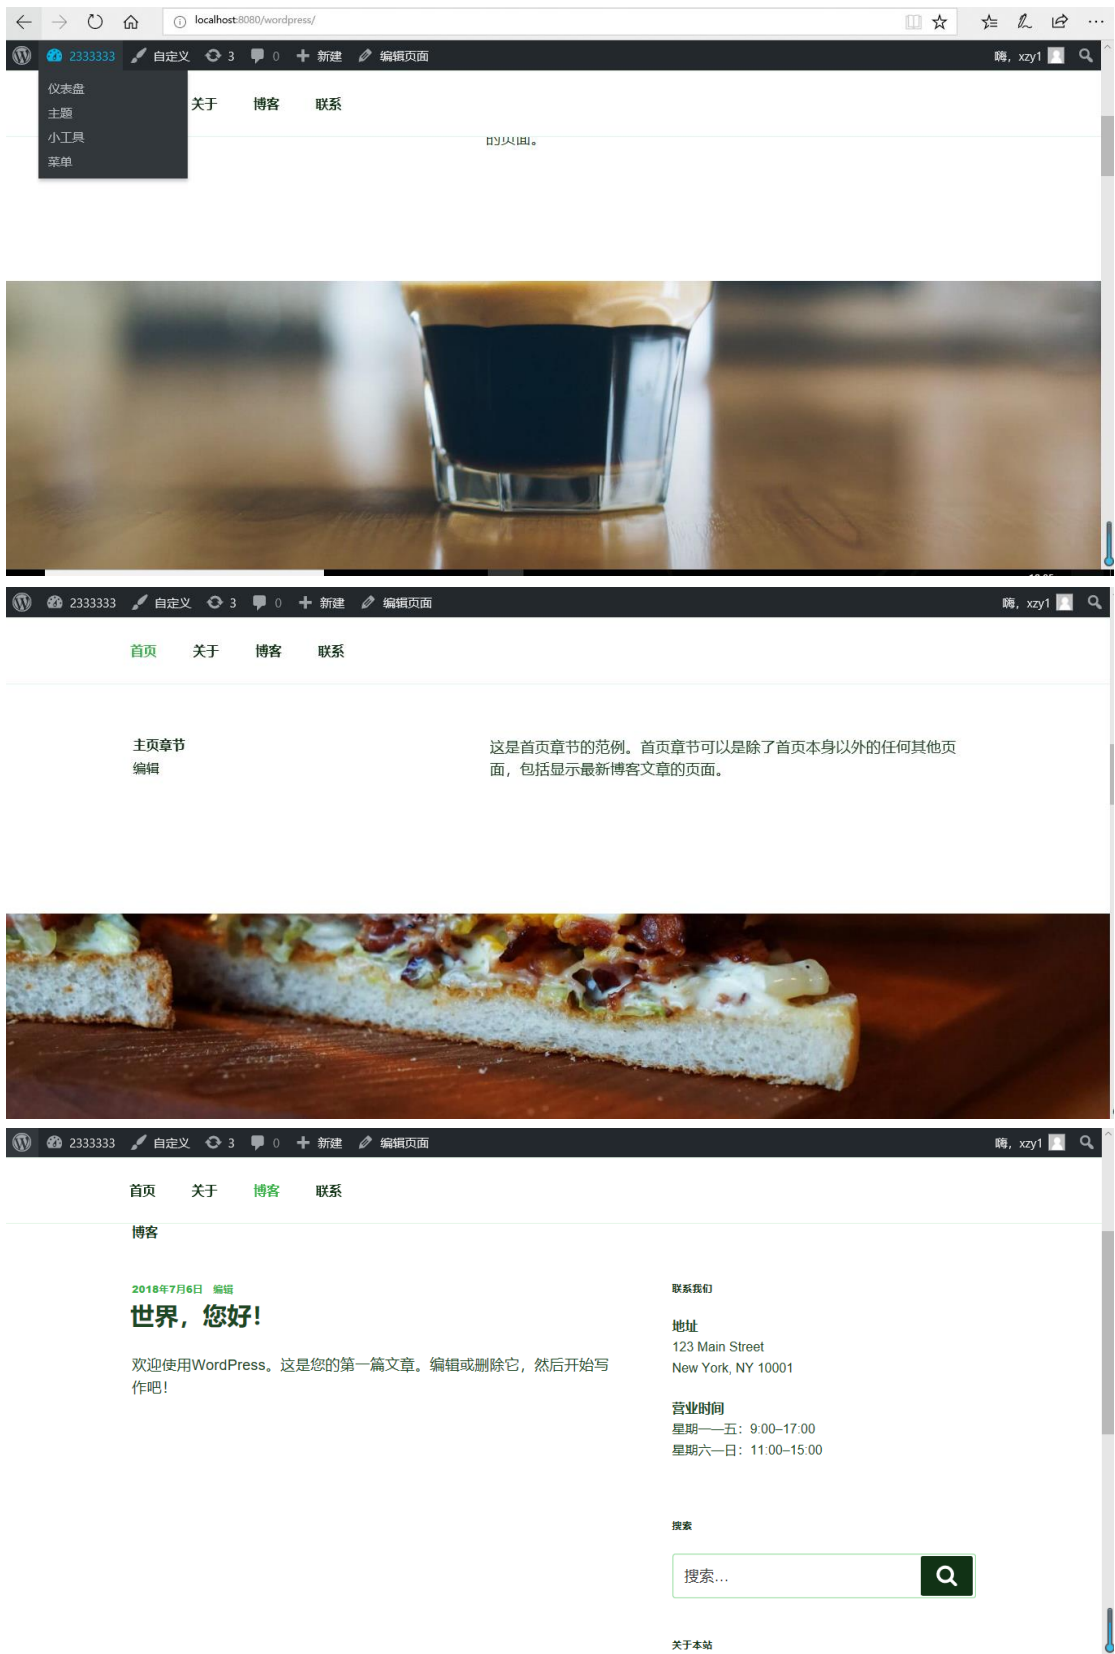 localhost:8080/wordpress/
2333333 自定义 3 0 新建 编辑页面 嗨，xzy1
仪表盘
主题
小工具
菜单
关于 博客 联系
的页面。
2333333 自定义 3 0 新建 编辑页面 嗨，xzy1
首页 关于 博客 联系
主页章节
编辑
这是首页章节的范例。首页章节可以是除了首页本身以外的任何其他页
面，包括显示最新博客文章的页面。
2333333 自定义 3 0 新建 编辑页面 嗨，xzy1
首页 关于 博客 联系
博客
2018年7月6日 编辑
世界，您好！
欢迎使用WordPress。这是您的第一篇文章。编辑或删除它，然后开始写
作吧！
联系我们
地址
123 Main Street
New York, NY 10001
营业时间
星期一—五：9:00–17:00
星期六—日：11:00–15:00
搜索
搜索…
关于本站